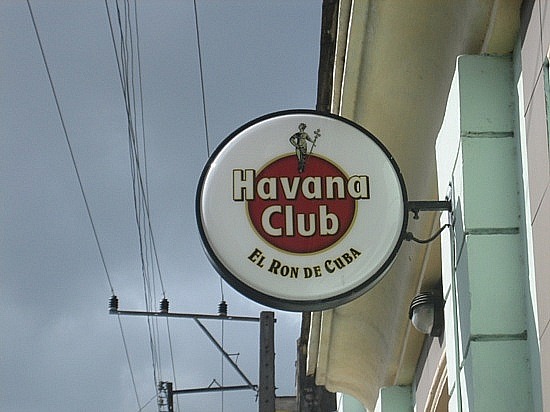 Havana
Club
El Ron de Cuba